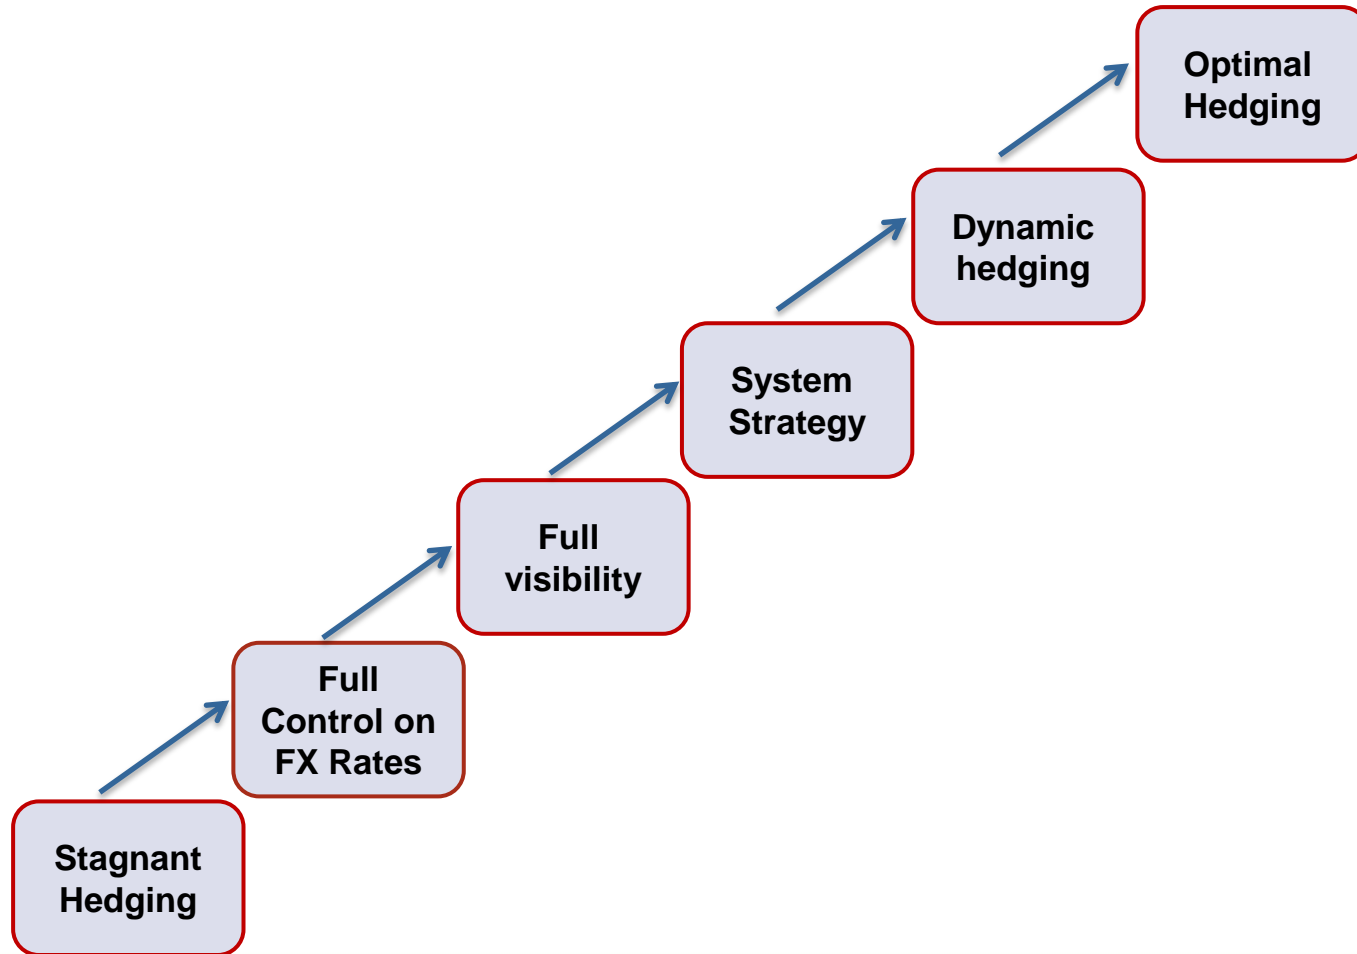 Optimal
Hedging
Dynamic
hedging
System
Strategy
Full
visibility
Full
Control on
FX Rates
Stagnant
Hedging